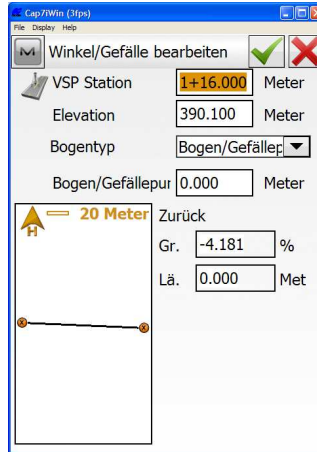 Cap7iWin (3fps)
File Display Help
Winkel/Gefälle bearbeiten
VSP Station 1+16.000 Meter
Elevation 390.100 Meter
Bogentyp Bogen/Gefällep
Bogen/Gefällepur 0.000 Meter
20 Meter Zurück
H
Gr. -4.181 %
Lä. 0.000 Met